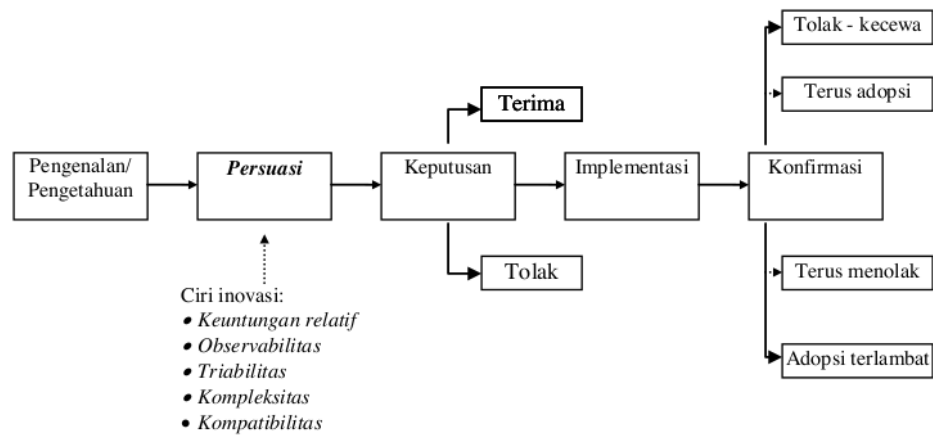 Tolak - kecewa
Terus adopsi
Terima
Pengenalan/
Pengetahuan
Persuasi
Keputusan
Implementasi
Konfirmasi
Tolak
Terus menolak
Adopsi terlambat
Ciri inovasi:
• Keuntungan relatif
• Observabilitas
• Triabilitas
• Kompleksitas
• Kompatibilitas